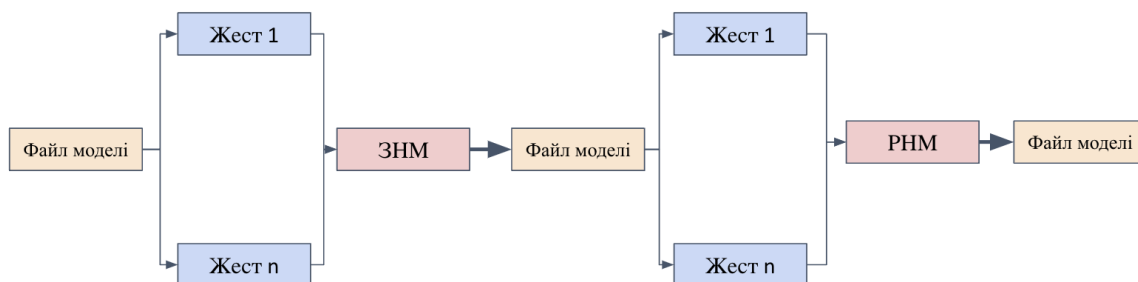 Жест 1
Жест 1
Файл моделі
ЗНМ
Файл моделі
РНМ
Файл моделі
Жест n
Жест n